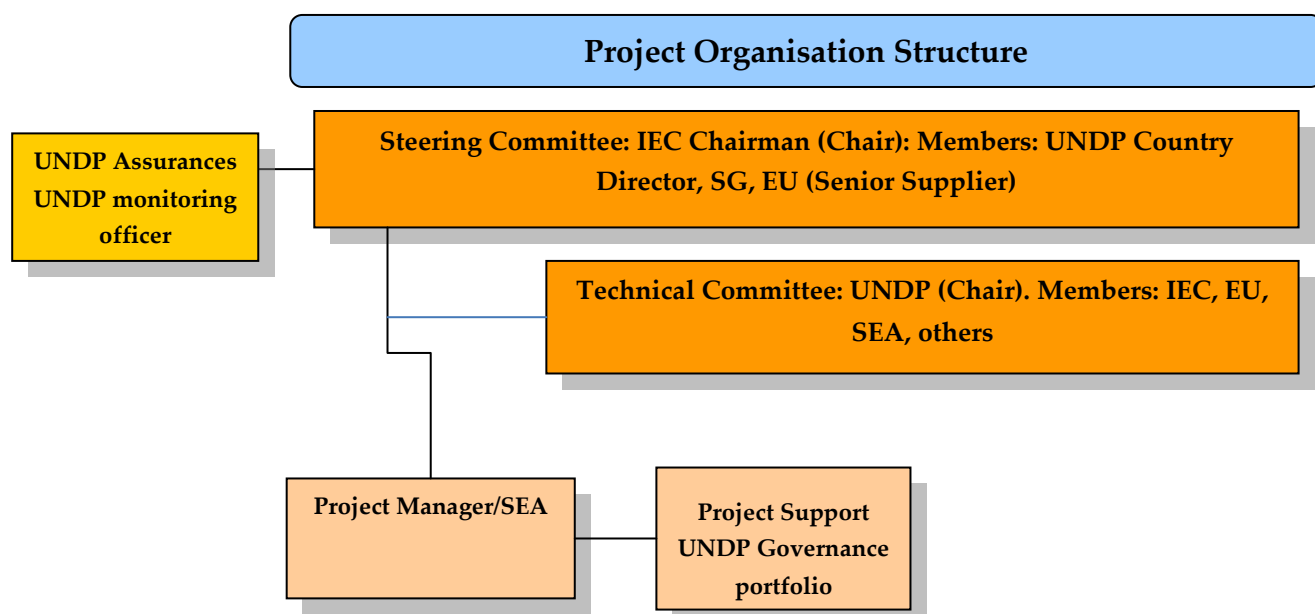 Project Organisation Structure
Steering Committee: IEC Chairman (Chair): Members: UNDP Country
Director, SG, EU (Senior Supplier)
UNDP Assurances
UNDP monitoring
officer
Technical Committee: UNDP (Chair). Members: IEC, EU,
SEA, others
Project Manager/SEA
Project Support
UNDP Governance
portfolio